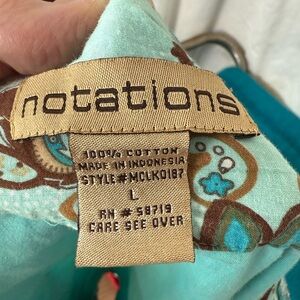 notations
100% COTTON
MADE IN INDONESIA
STYLE#MCLK0187
L
RN # 58719
CARE SEE OVER